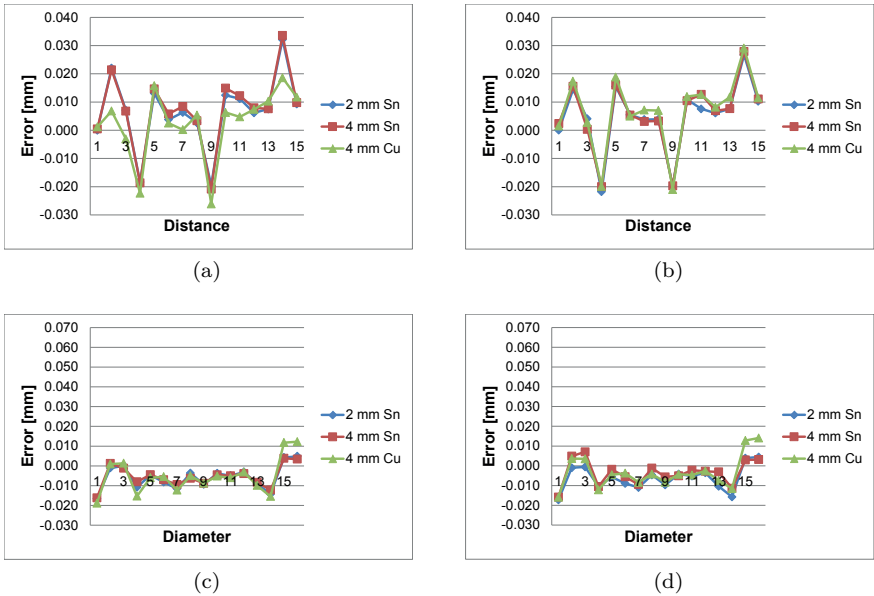 0.040
0.030
0.020
0.010
0.000
-0.010
-0.020
-0.030
Error [mm]
1 3 5 7 9 11 13 15
Distance
2 mm Sn
4 mm Sn
4 mm Cu
(a)
0.040
0.030
0.020
0.010
0.000
-0.010
-0.020
-0.030
Error [mm]
1 3 5 7 9 11 13 15
Distance
2 mm Sn
4 mm Sn
4 mm Cu
(b)
0.070
0.060
0.050
0.040
0.030
0.020
0.010
0.000
-0.010
-0.020
-0.030
Error [mm]
1 3 5 7 9 11 13 15
Diameter
2 mm Sn
4 mm Sn
4 mm Cu
(c)
0.070
0.060
0.050
0.040
0.030
0.020
0.010
0.000
-0.010
-0.020
-0.030
Error [mm]
1 3 5 7 9 11 13 15
Diameter
2 mm Sn
4 mm Sn
4 mm Cu
(d)